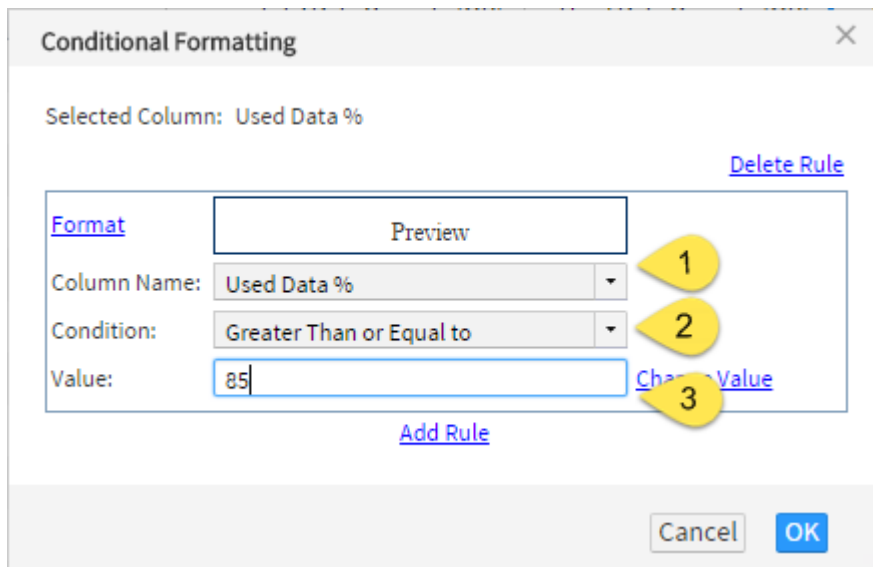 Conditional Formatting
Selected Column: Used Data %
Delete Rule
Format
Preview
Column Name: Used Data %
1
Condition: Greater Than or Equal to
2
Value: 85
Value
3
Add Rule
Cancel OK